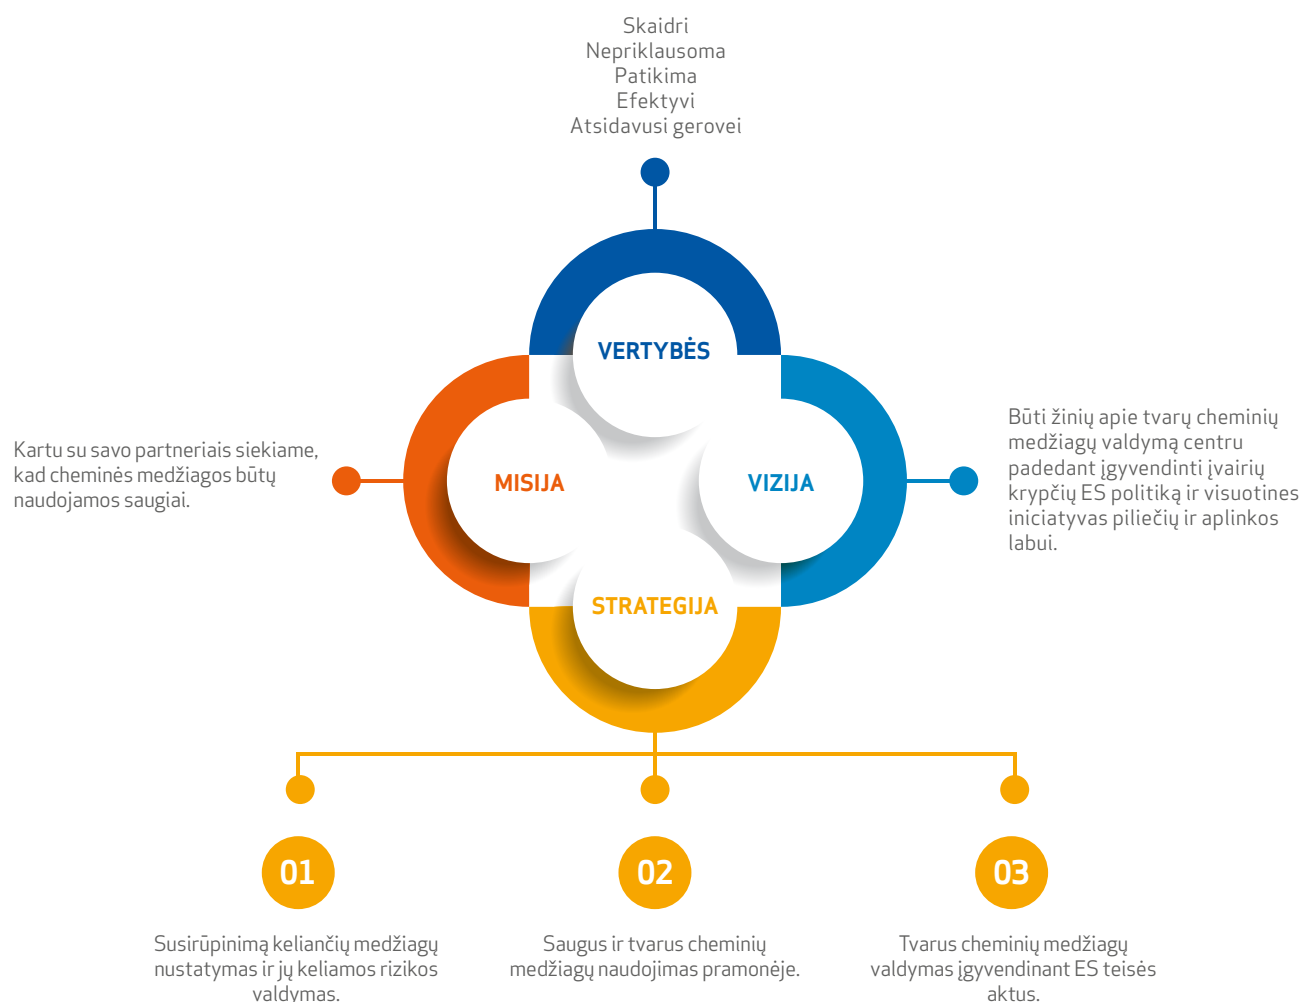 Skaidri
Nepriklausoma
Patikima
Efektyvi
Atsidavusi gerovei
VERTYBĖS
Kartu su savo partneriais siekiame,
kad cheminės medžiagos būtų
naudojamos saugiai.
MISIJA
VIZIJA
Būti žinių apie tvarų cheminių
medžiagų valdymą centru
padedant įgyvendinti įvairių
krypčių ES politiką ir visuotines
iniciatyvas piliečių ir aplinkos
labui.
STRATEGIJA
01
Susirūpinimą keliančių medžiagų
nustatymas ir jų keliamos rizikos
valdymas.
02
Saugus ir tvarus cheminių
medžiagų naudojimas pramonėje.
03
Tvarus cheminių medžiagų
valdymas įgyvendinant ES teisės
aktus.